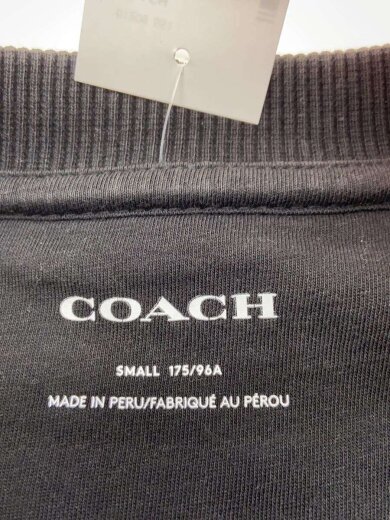 COACH
SMALL 175/96A
MADE IN PERU/FABRIQUÉ AU PÉROU